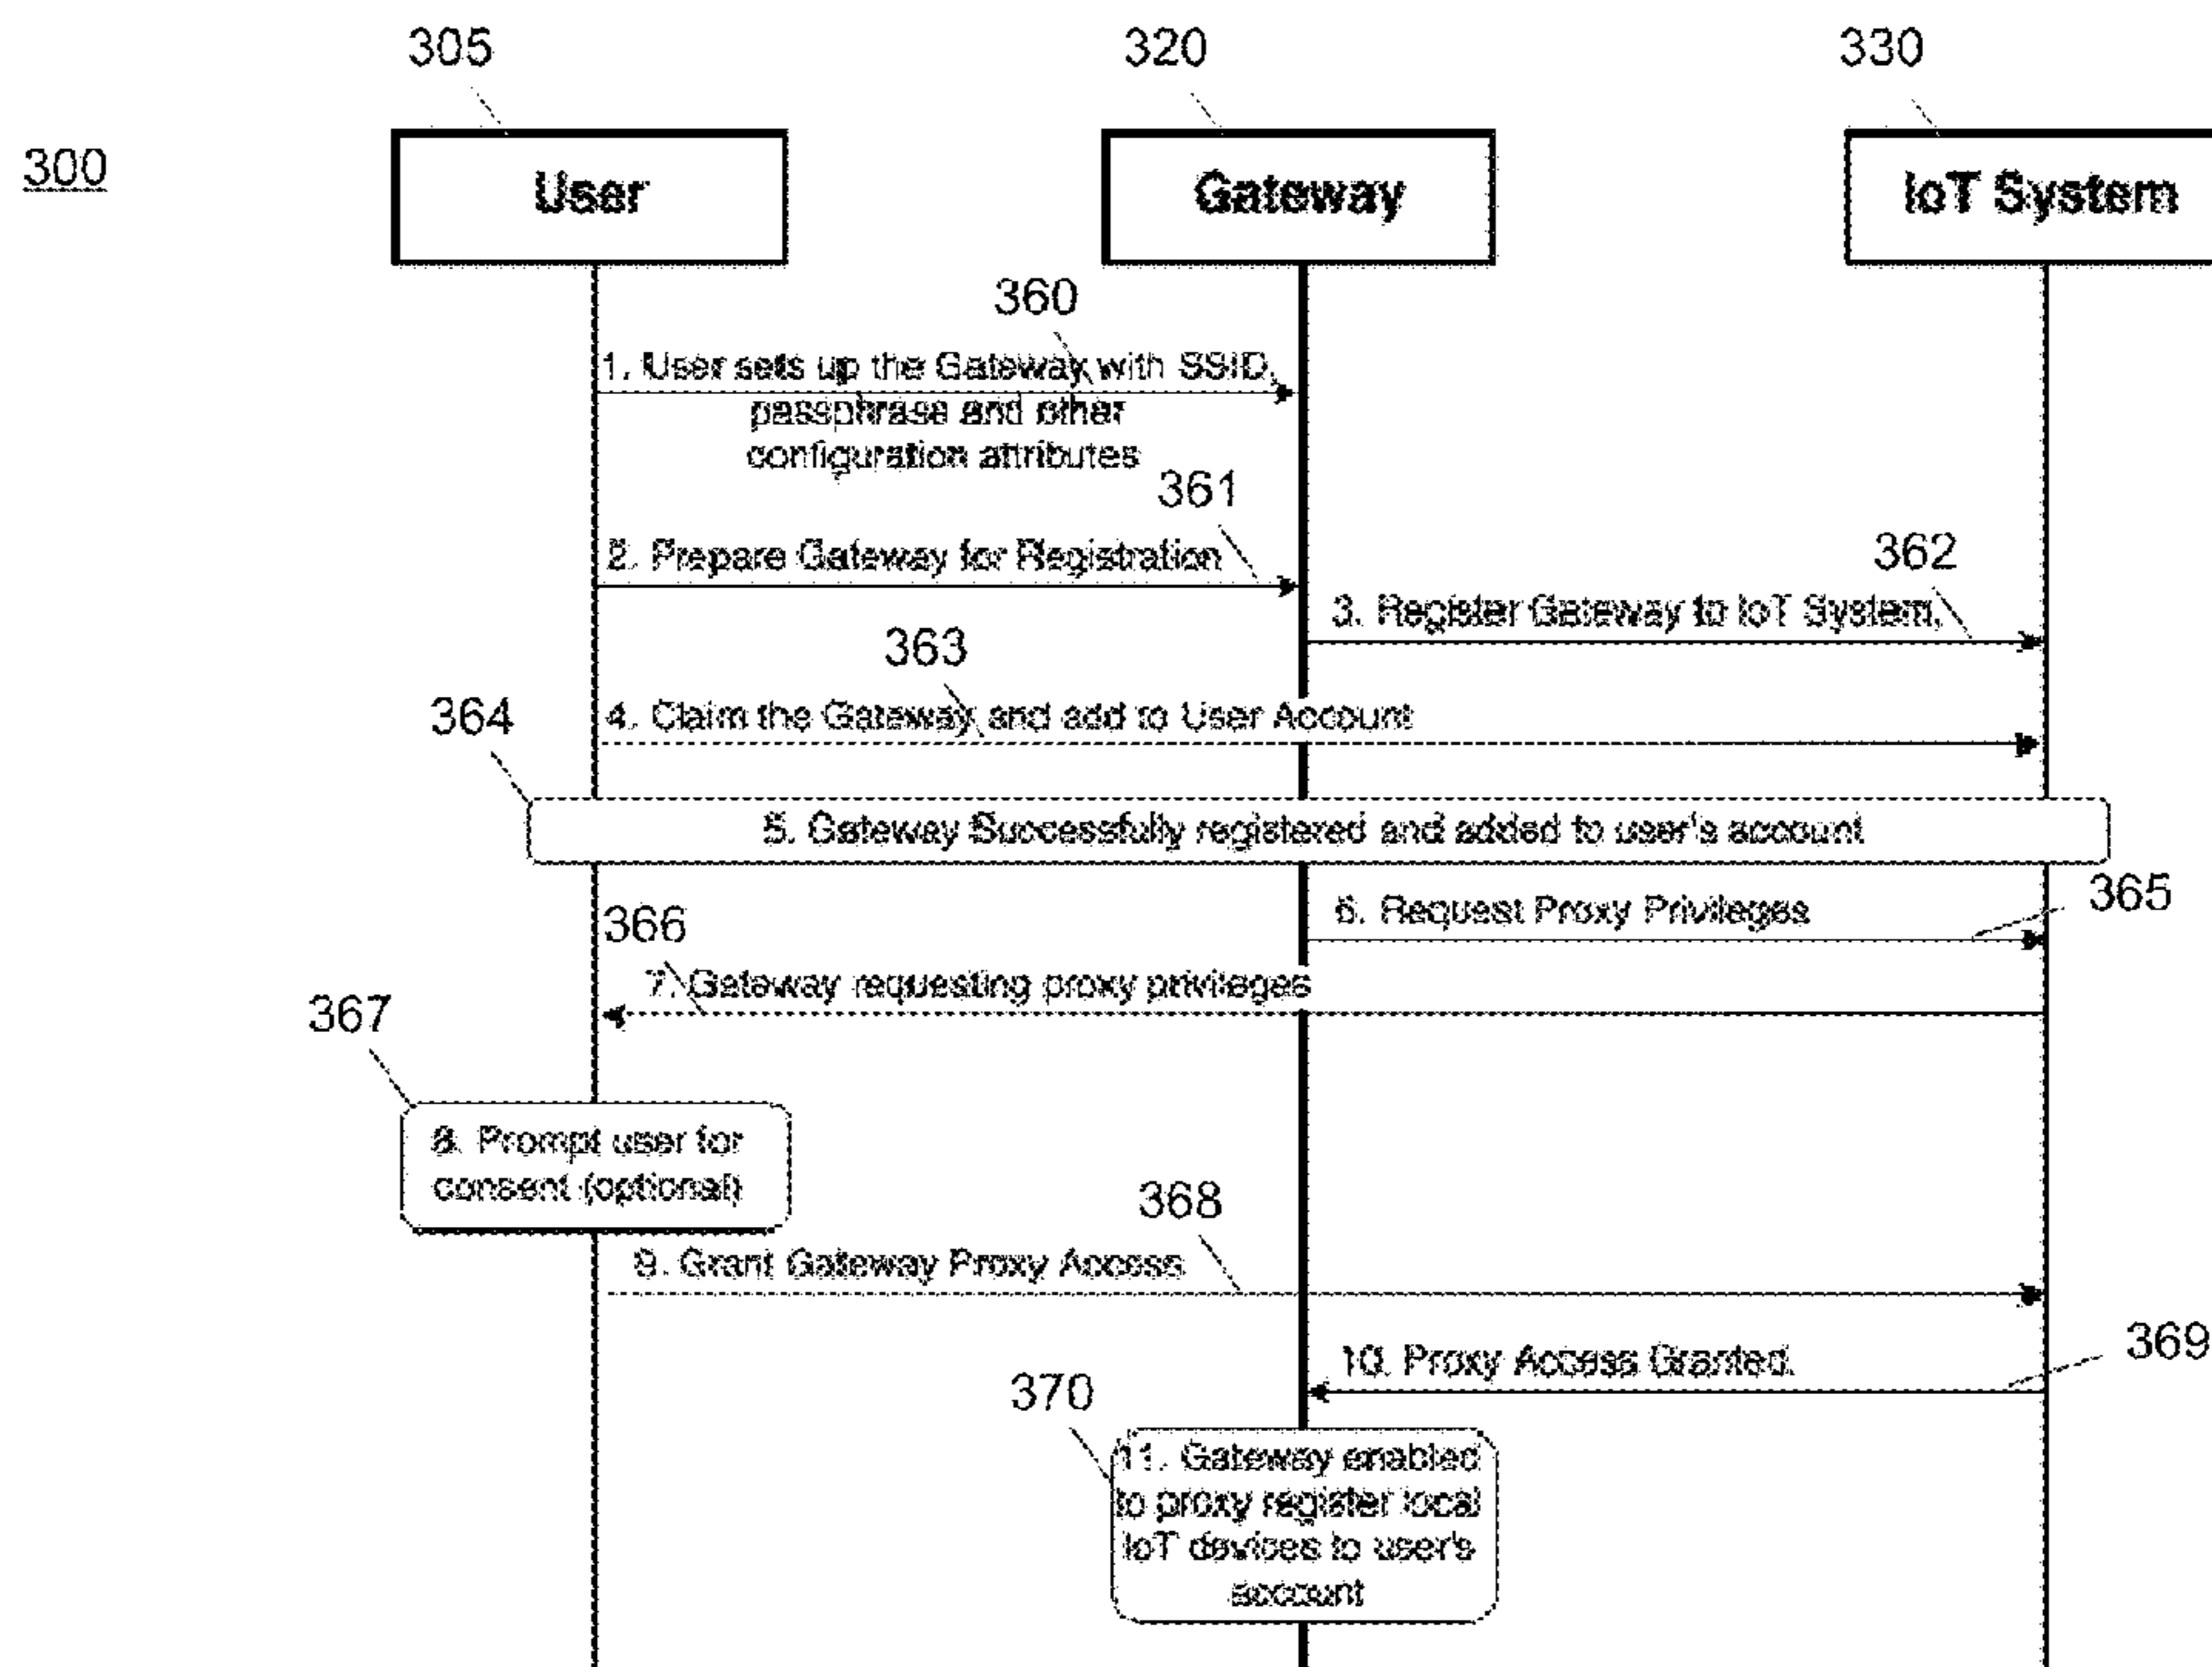 305
320
330
300
User
Gateway
IoT System
360
1. User sets up the Gateway with SSID,
passphrase and other
configuration attributes
361
2. Prepare Gateway for Registration
362
3. Register Gateway to IoT System,
363
364
4. Claim the Gateway and add to User Account
5. Gateway Successfully registered and added to user's account
365
6. Request Proxy Privileges
366
7. Gateway requesting proxy privileges
367
8. Prompt user for
consent (optional)
368
9. Grant Gateway Proxy Access
369
10. Proxy Access Granted.
370
11. Gateway enabled
to proxy register local
IoT devices to user's
account